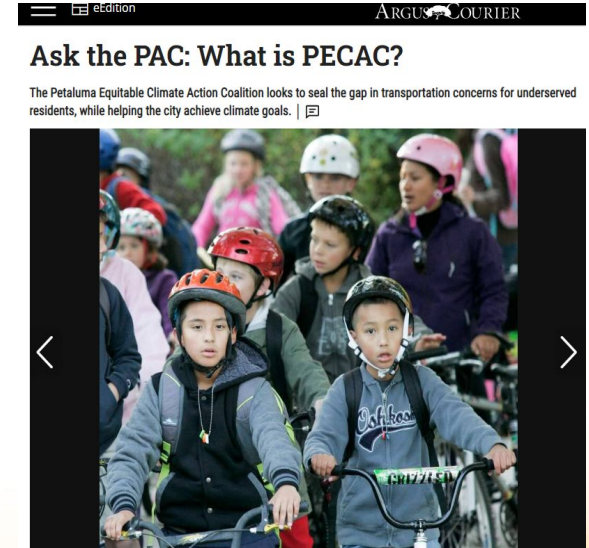 eEdition
ARGUS COURIER
Ask the PAC: What is PECAC?
The Petaluma Equitable Climate Action Coalition looks to seal the gap in transportation concerns for underserved
residents, while helping the city achieve climate goals. |
Oshkosh
GRIZZLED